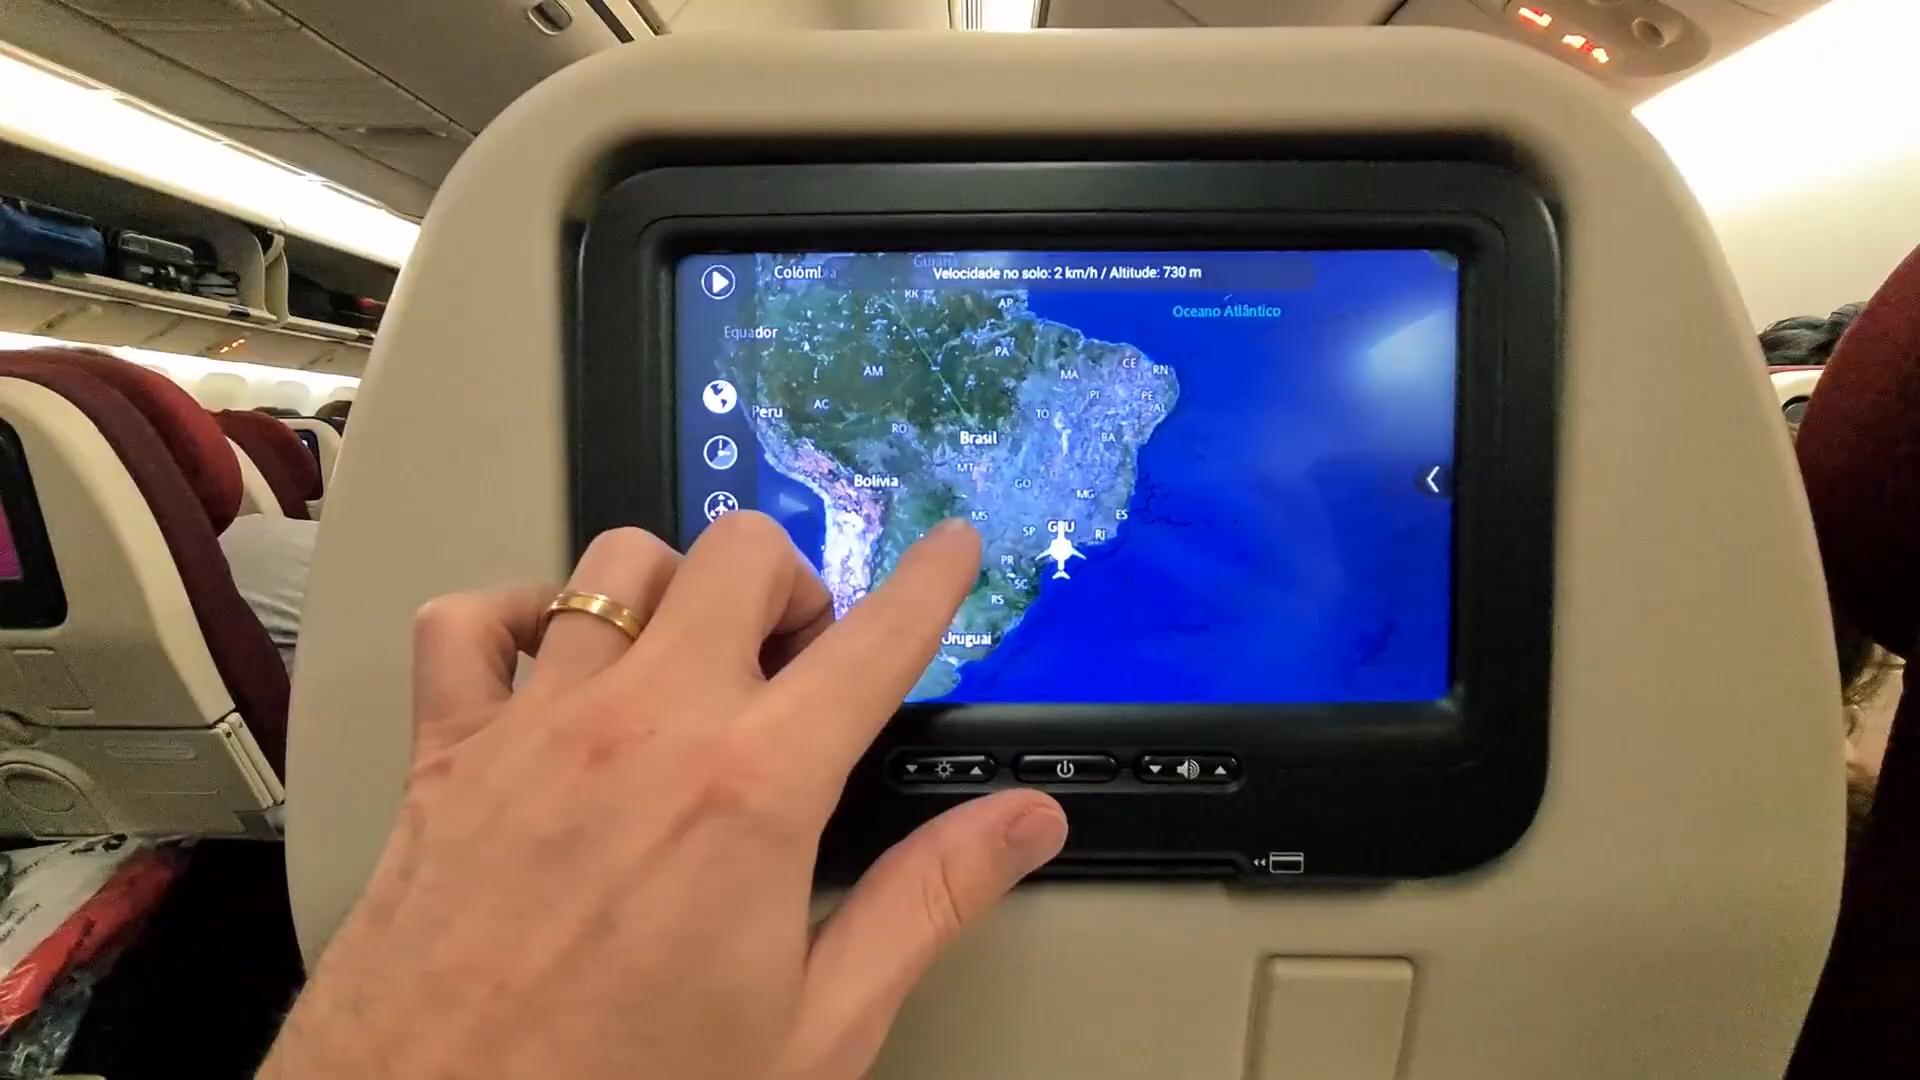 Colômbia
Guiana
Velocidade no solo: 2 km/h / Altitude: 730 m
RR
AP
Oceano Atlântico
Equador
PA
CE
RN
AM
MA
PI
PE
AL
AC
Peru
TO
RO
Brasil
BA
MT
Bolívia
GO
MG
MS
ES
SP
GRU
RJ
PR
SC
RS
Uruguai